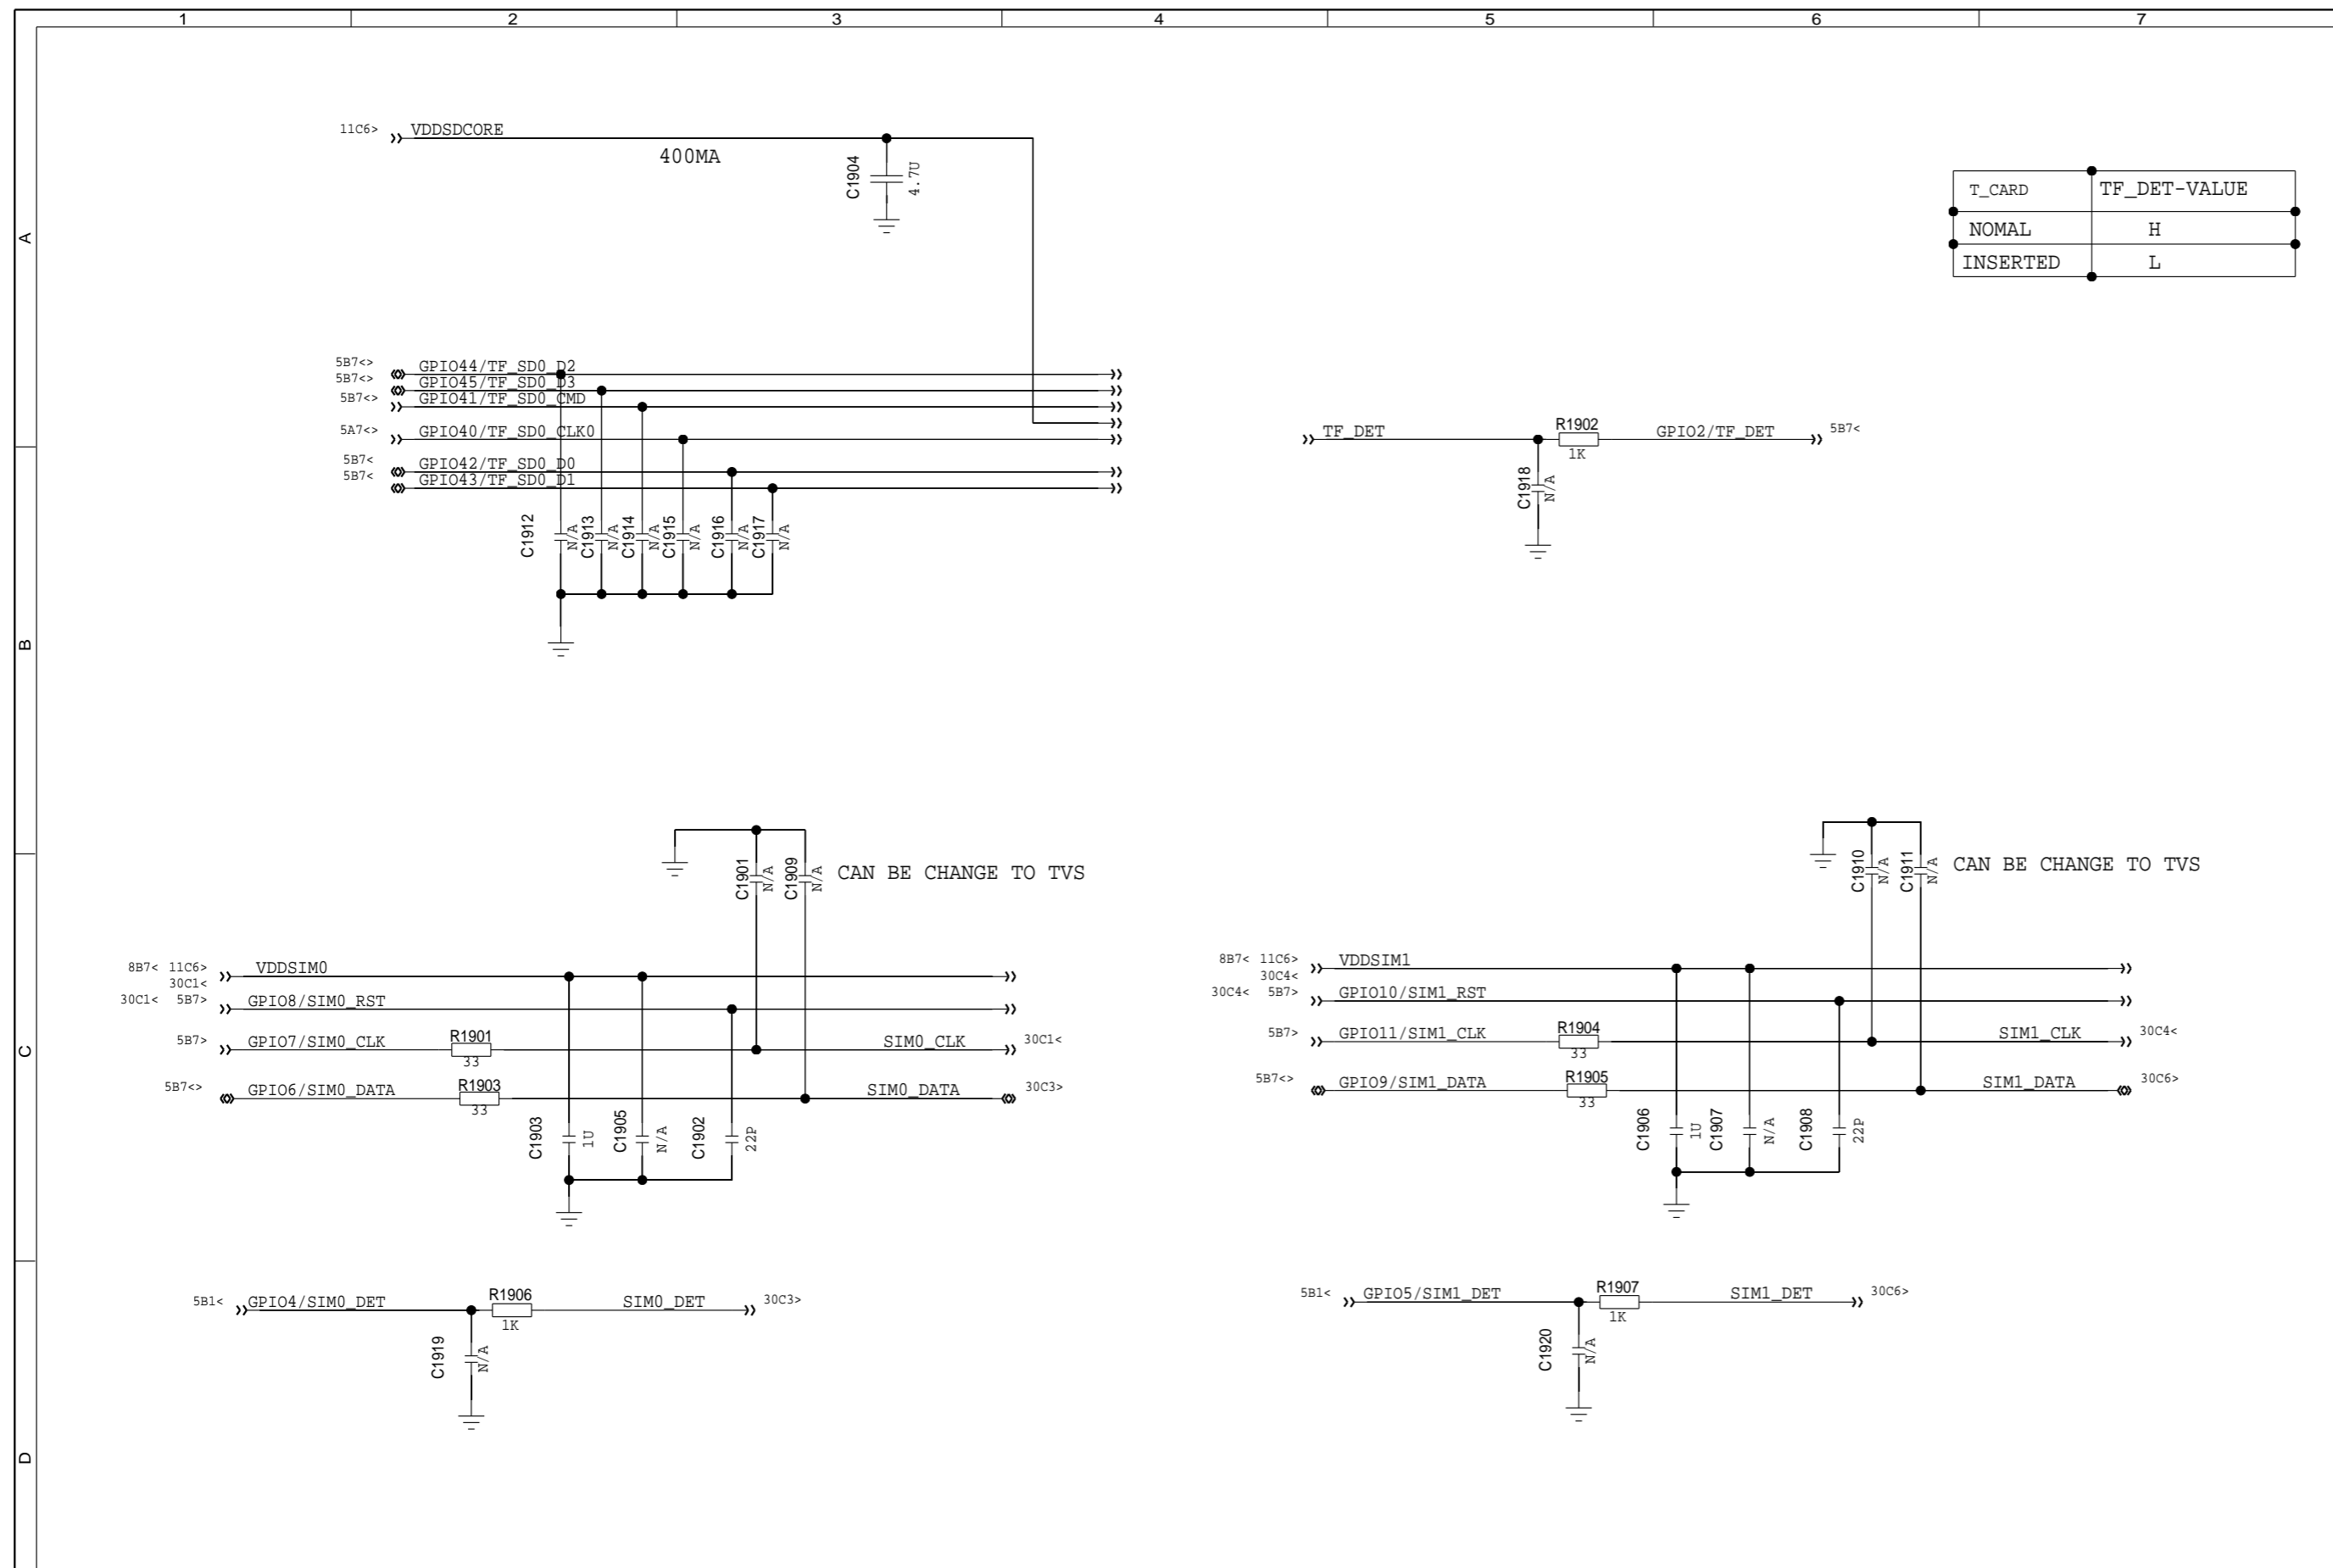 1 2 3 4 5 6 7
A
B
C
D
11C6> VDDSDCORE
400MA
C1904
4.7U
T_CARD TF_DET-VALUE
NOMAL H
INSERTED L
5B7<> GPIO44/TF_SD0_D2
5B7<> GPIO45/TF_SD0_D3
5B7<> GPIO41/TF_SD0_CMD
5A7<> GPIO40/TF_SD0_CLK0
5B7< GPIO42/TF_SD0_D0
5B7< GPIO43/TF_SD0_D1
C1912 N/A C1913 N/A C1914 N/A C1915 N/A C1916 N/A C1917 N/A
TF_DET R1902 GPIO2/TF_DET 5B7<
1K
C1918 N/A
C1901 N/A C1909 N/A CAN BE CHANGE TO TVS
8B7< 11C6> VDDSIM0
30C1<
30C1< 5B7> GPIO8/SIM0_RST
5B7> GPIO7/SIM0_CLK R1901 SIM0_CLK 30C1<
33
5B7<> GPIO6/SIM0_DATA R1903 SIM0_DATA 30C3>
33
C1903 1U C1905 N/A C1902 22P
C1910 N/A C1911 N/A CAN BE CHANGE TO TVS
8B7< 11C6> VDDSIM1
30C4<
30C4< 5B7> GPIO10/SIM1_RST
5B7> GPIO11/SIM1_CLK R1904 SIM1_CLK 30C4<
33
5B7<> GPIO9/SIM1_DATA R1905 SIM1_DATA 30C6>
33
C1906 1U C1907 N/A C1908 22P
5B1< GPIO4/SIM0_DET R1906 SIM0_DET 30C3>
1K
C1919 N/A
5B1< GPIO5/SIM1_DET R1907 SIM1_DET 30C6>
1K
C1920 N/A